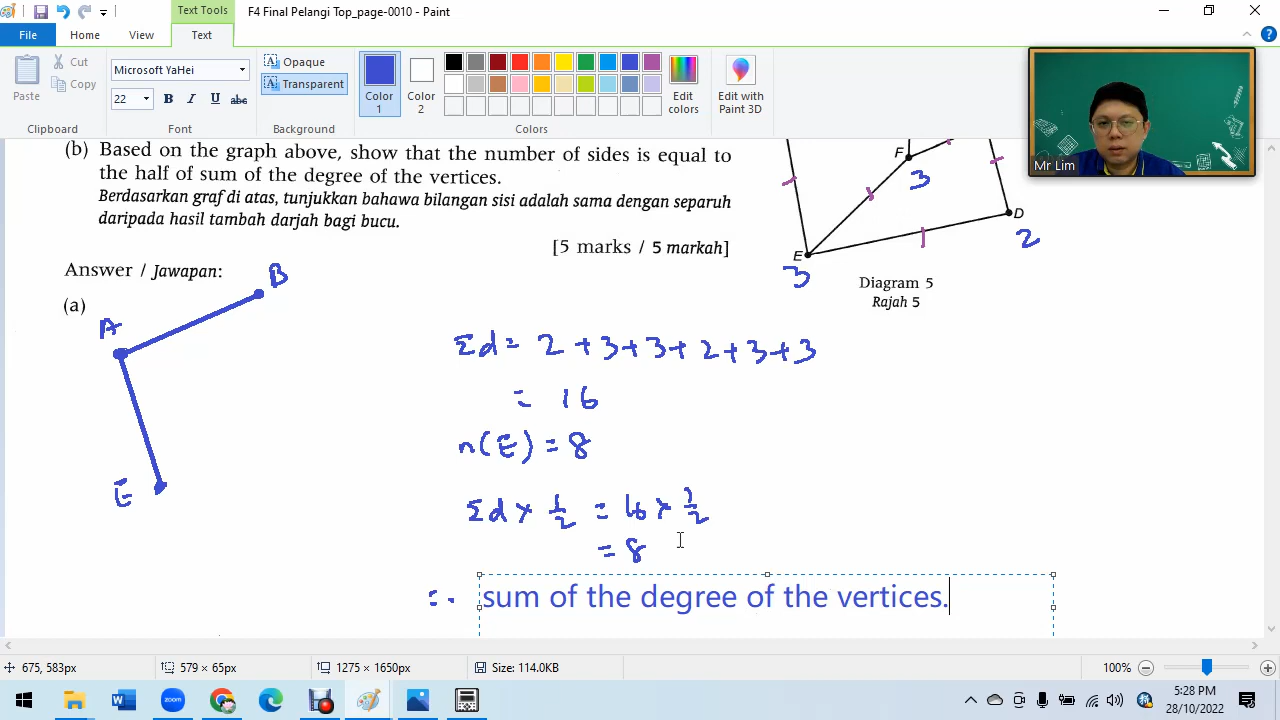 Text Tools
F4 Final Pelangi Top_page-0010 - Paint
File
Home
View
Text
Paste
Cut
Copy
Clipboard
Microsoft YaHei
22
B
I
U
abc
Font
Opaque
Transparent
Background
Color 1
Color 2
Colors
Edit colors
Edit with Paint 3D
Mr Lim
(b) Based on the graph above, show that the number of sides is equal to
the half of sum of the degree of the vertices.
Berdasarkan graf di atas, tunjukkan bahawa bilangan sisi adalah sama dengan separuh
daripada hasil tambah darjah bagi bucu.
[5 marks / 5 markah]
F
3
D
2
E
3
Diagram 5
Rajah 5
Answer / Jawapan:
(a)
B
A
E
Σd = 2 + 3 + 3 + 2 + 3 + 3
= 16
n(E) = 8
Σd × 1/2 = 16 × 1/2
= 8
∴ sum of the degree of the vertices.
675, 583px
579 × 65px
1275 × 1650px
Size: 114.0KB
100%
zoom
5:28 PM
28/10/2022